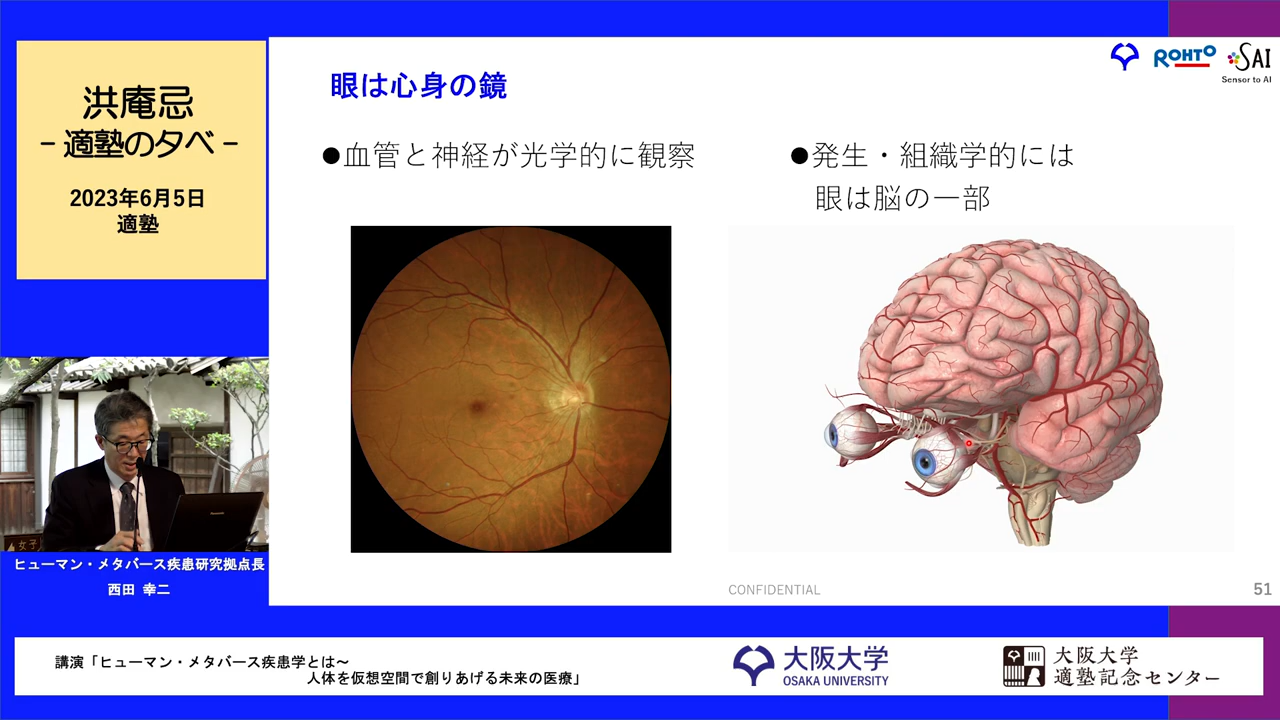 洪庵忌
- 適塾の夕べ -
2023年6月5日
適塾
眼は心身の鏡
ROHTO
SAI
Sensor to AI
●血管と神経が光学的に観察
●発生・組織学的には
眼は脳の一部
女子
Panasonic
ヒューマン・メタバース疾患研究拠点長
西田 幸二
CONFIDENTIAL
51
講演「ヒューマン・メタバース疾患学とは～
人体を仮想空間で創りあげる未来の医療」
大阪大学
OSAKA UNIVERSITY
大阪大学
適塾記念センター